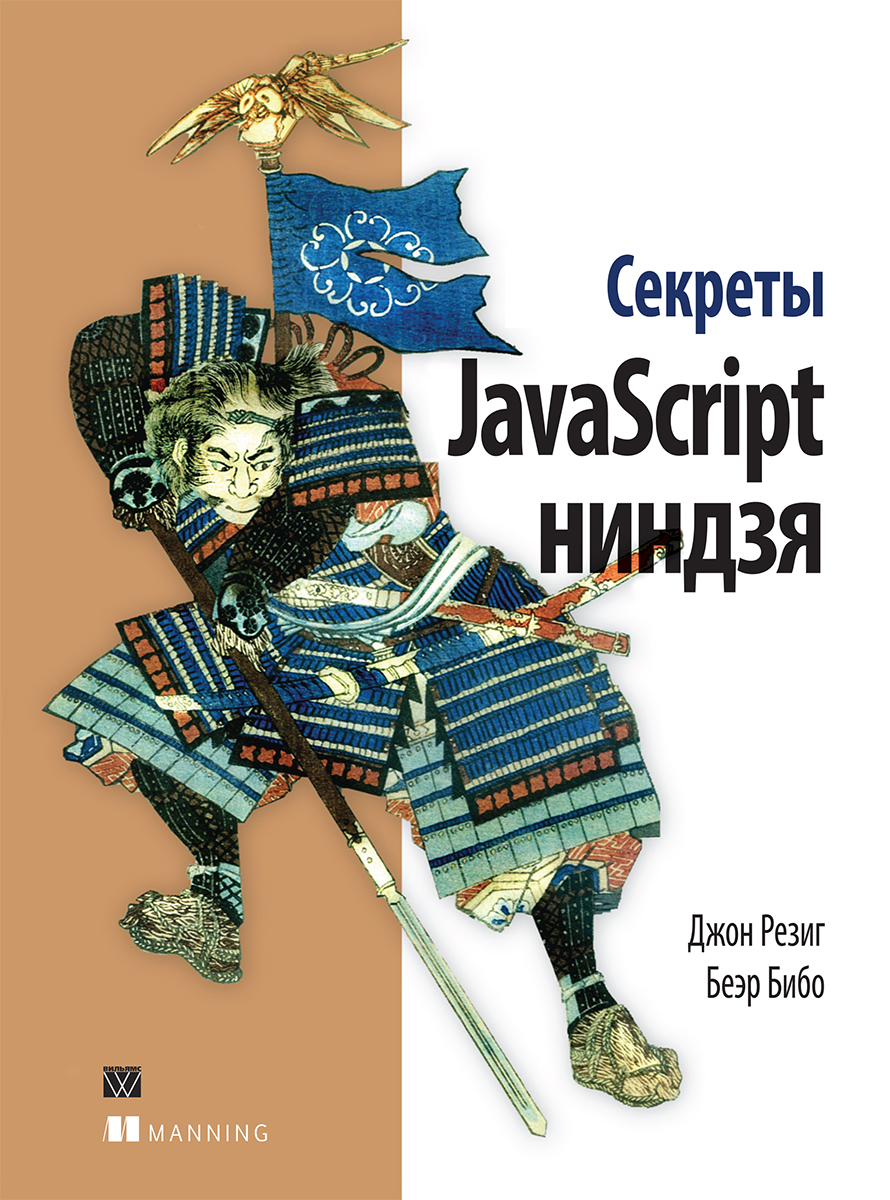 Секреты
JavaScript
ниндзя
Джон Резиг
Беэр Бибо
ВИЛЬЯМС
W
MANNING